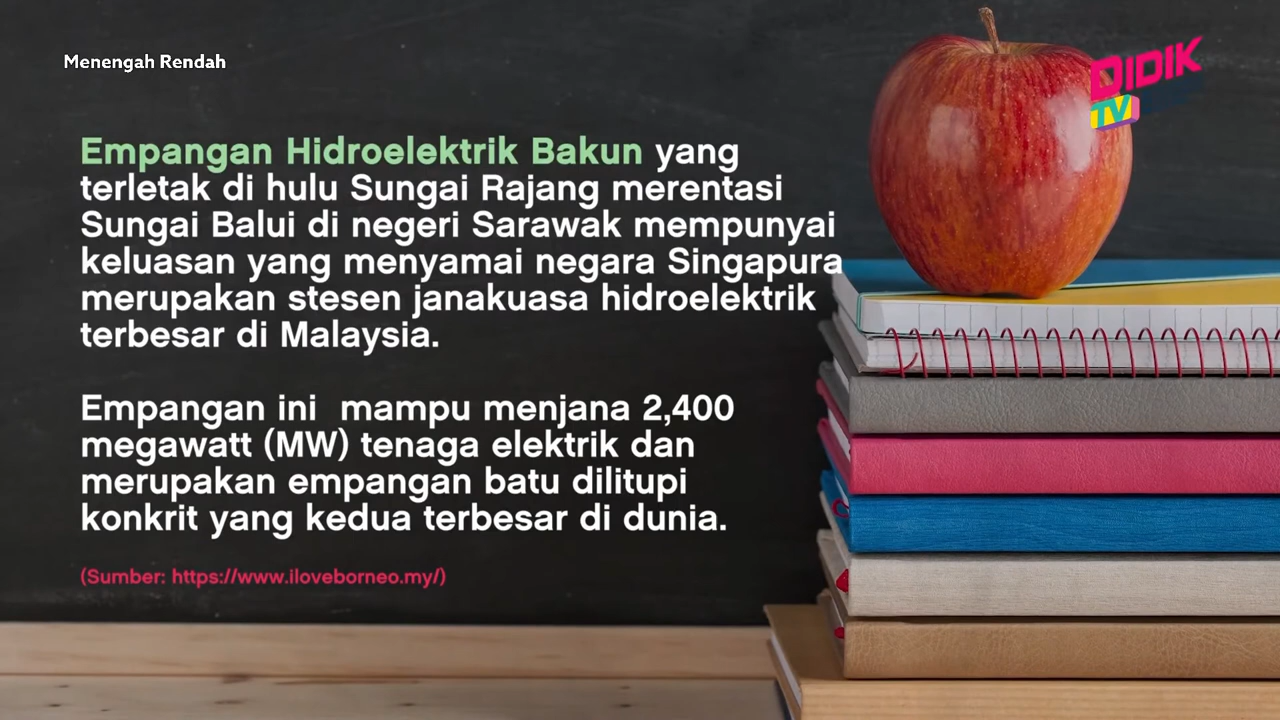 Menengah Rendah
DIDIK
TV
Empangan Hidroelektrik Bakun yang
terletak di hulu Sungai Rajang merentasi
Sungai Balui di negeri Sarawak mempunyai
keluasan yang menyamai negara Singapura
merupakan stesen janakuasa hidroelektrik
terbesar di Malaysia.
Empangan ini  mampu menjana 2,400
megawatt (MW) tenaga elektrik dan
merupakan empangan batu dilitupi
konkrit yang kedua terbesar di dunia.
(Sumber: https://www.iloveborneo.my/)